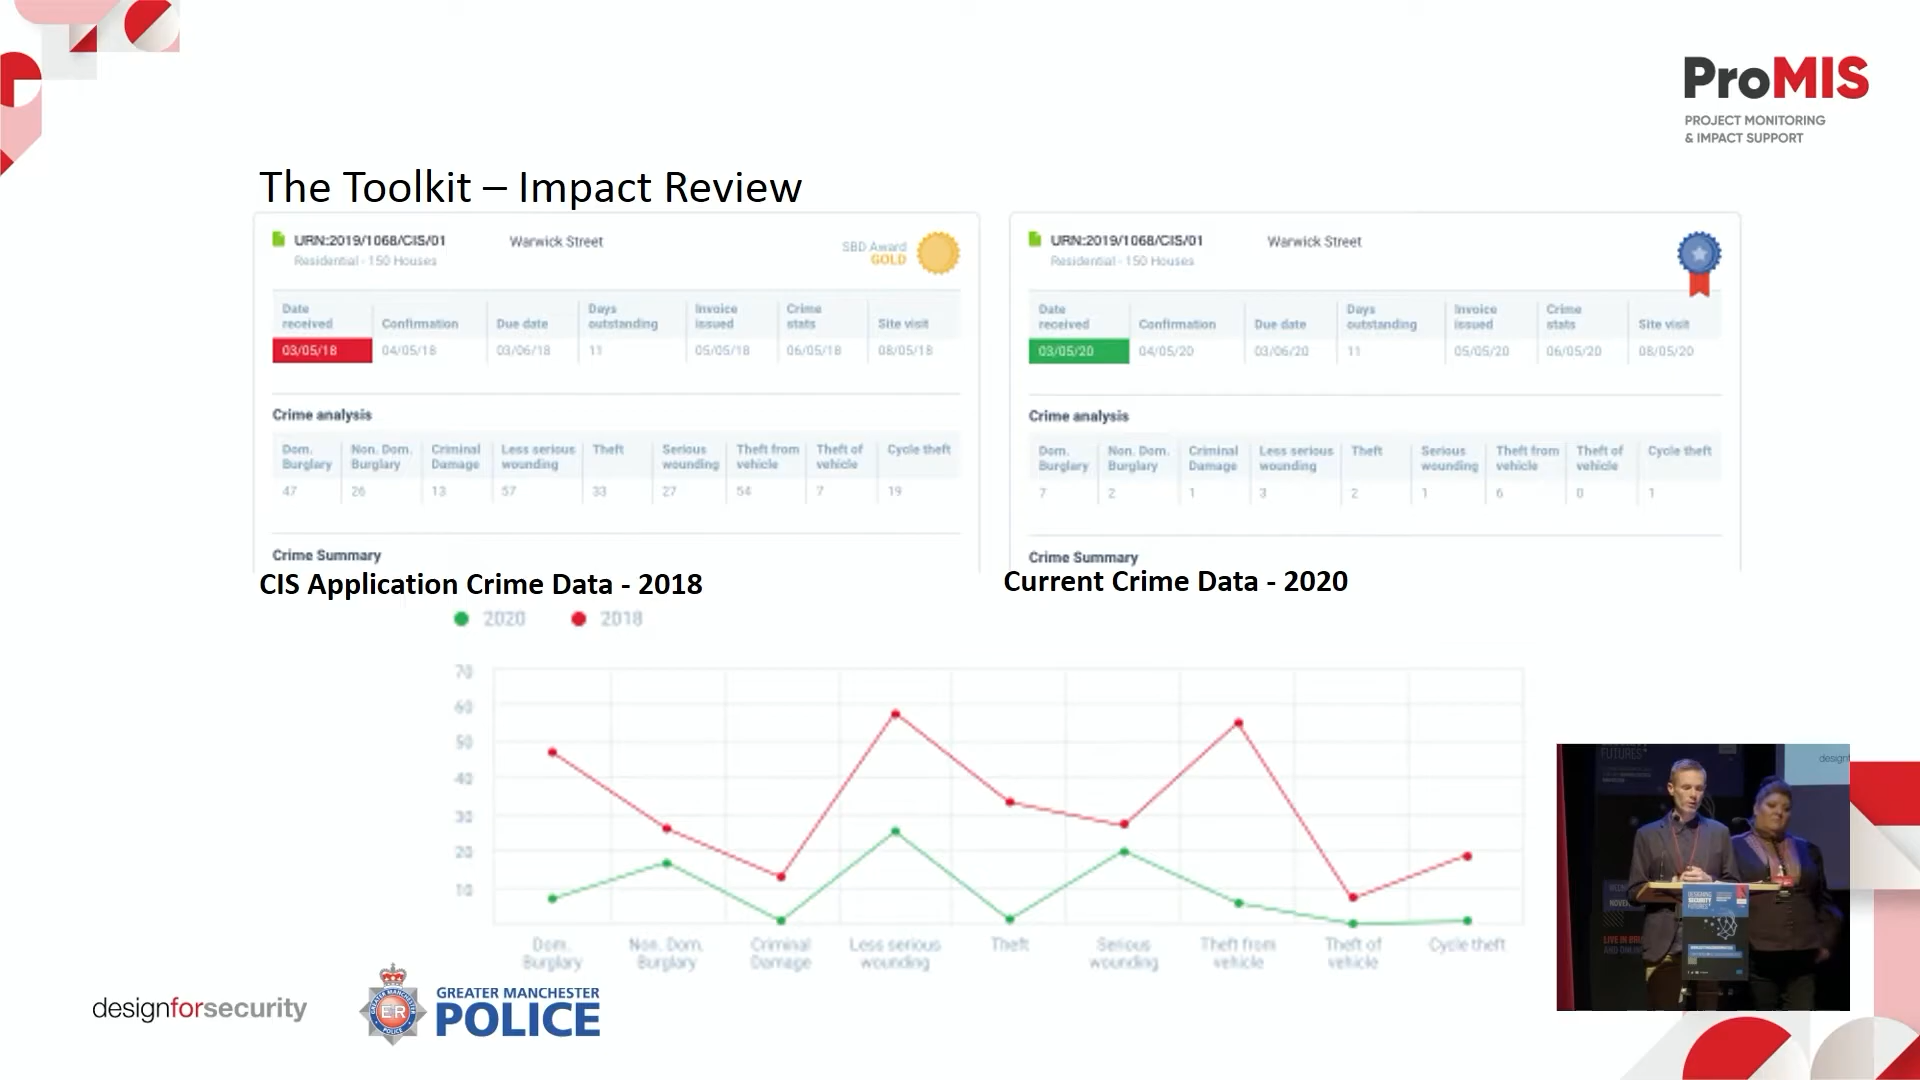 ProMIS
PROJECT MONITORING
& IMPACT SUPPORT
The Toolkit – Impact Review
URN:2019/1068/CIS/01 Warwick Street
Residential - 150 Houses
SBD Award
GOLD
Date received Confirmation Due date Days outstanding Invoice issued Crime stats Site visit
03/05/18 04/05/18 03/06/18 11 05/05/18 06/05/18 08/05/18
Crime analysis
Dom. Burglary Non. Dom. Burglary Criminal Damage Less serious wounding Theft Serious wounding Theft from vehicle Theft of vehicle Cycle theft
47 26 13 57 33 27 54 7 19
Crime Summary
CIS Application Crime Data - 2018
URN:2019/1068/CIS/01 Warwick Street
Residential - 150 Houses
Date received Confirmation Due date Days outstanding Invoice issued Crime stats Site visit
03/05/20 04/05/20 03/06/20 11 05/05/20 06/05/20 08/05/20
Crime analysis
Dom. Burglary Non. Dom. Burglary Criminal Damage Less serious wounding Theft Serious wounding Theft from vehicle Theft of vehicle Cycle theft
7 2 1 3 2 1 6 0 1
Crime Summary
Current Crime Data - 2020
2020 2018
70
60
50
40
30
20
10
Dom. Burglary Non. Dom. Burglary Criminal Damage Less serious wounding Theft Serious wounding Theft from vehicle Theft of vehicle Cycle theft
designforsecurity
GREATER MANCHESTER
POLICE
ER
DESIGNING
SECURITY
FUTURES